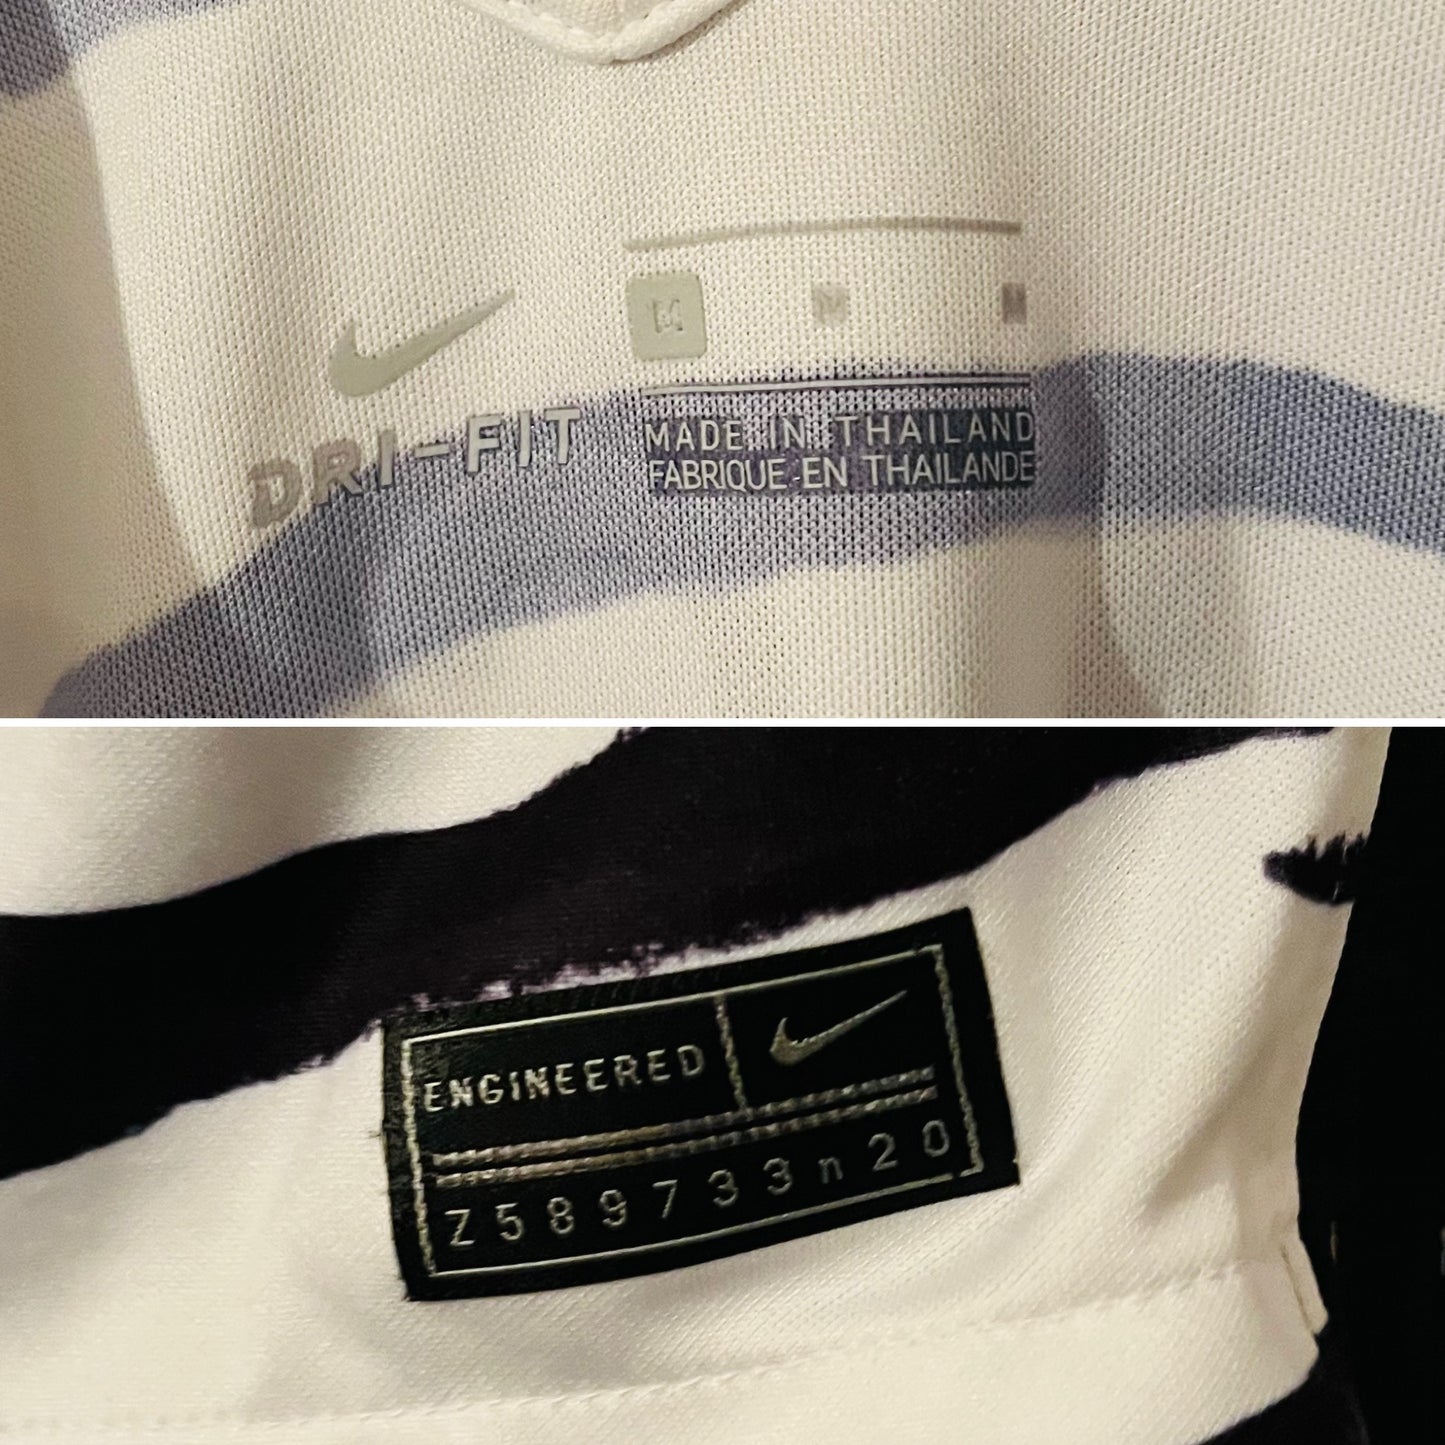 M M M
DRI-FIT
MADE IN THAILAND
FABRIQUE EN THAILANDE
ENGINEERED
Z589733n20